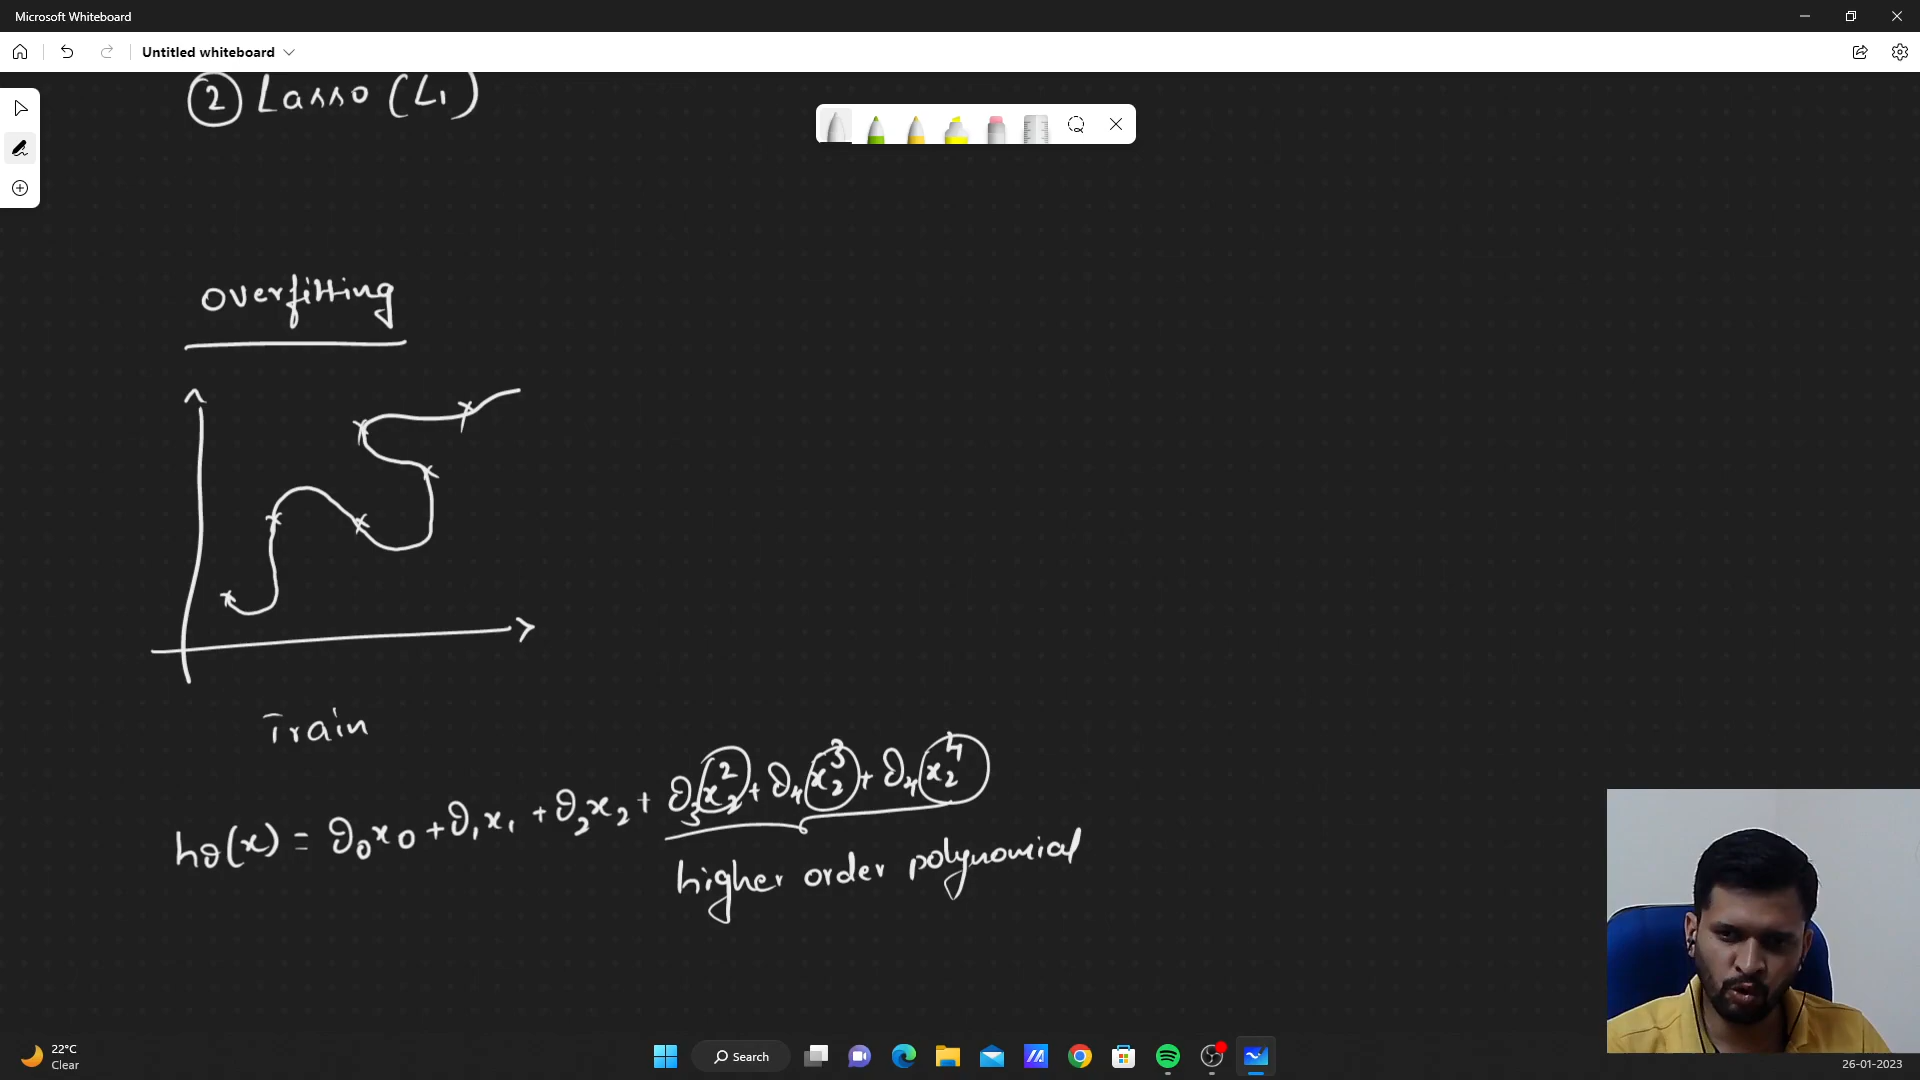 Microsoft Whiteboard
Untitled whiteboard
② Lasso (L₁)
overfitting
Train
hθ(x) = θ₀x₀ + θ₁x₁ + θ₂x₂ + θ₃x₂² + θ₄x₂³ + θ₄x₂⁴
higher order polynomial
22°C
Clear
Search
26-01-2023